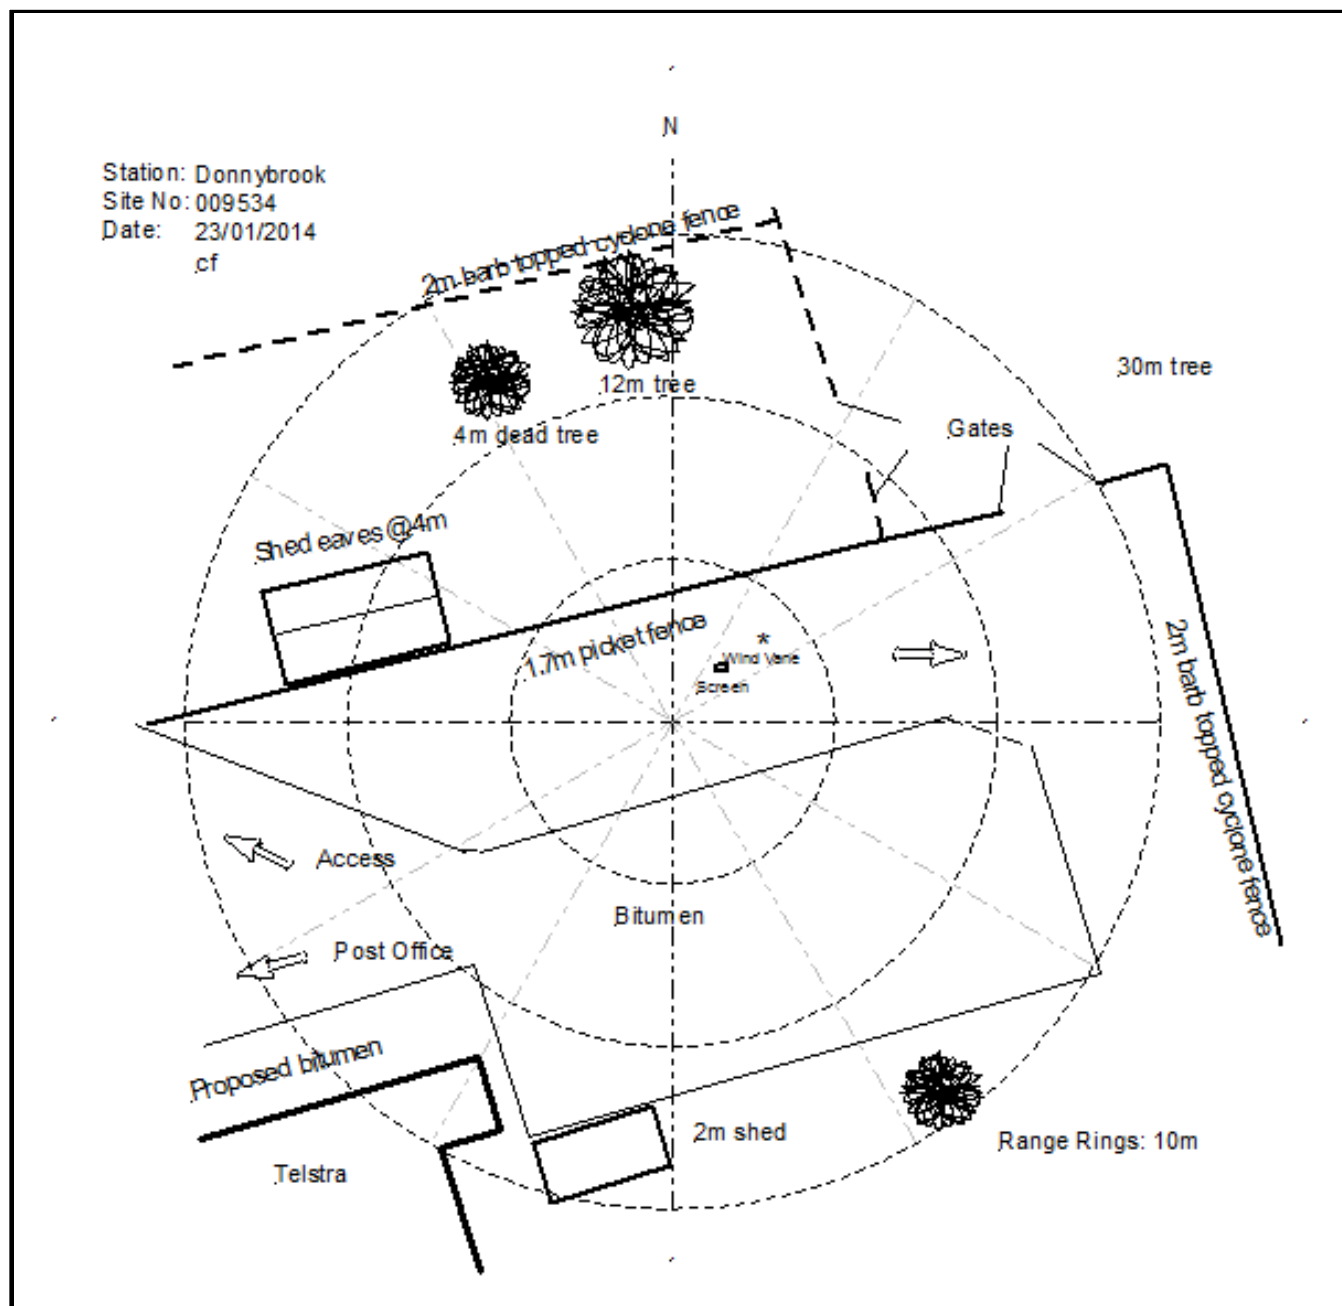 N
Station: Donnybrook
Site No: 009534
Date: 23/01/2014
cf
2m barb topped cyclone fence
30m tree
12m tree
4m dead tree
Gates
Shed eaves @ 4m
1.7m picket fence
Wind Vane
Screen
2m barb topped cyclone fence
Access
Bitumen
Post Office
Proposed bitumen
2m shed
Range Rings: 10m
Telstra